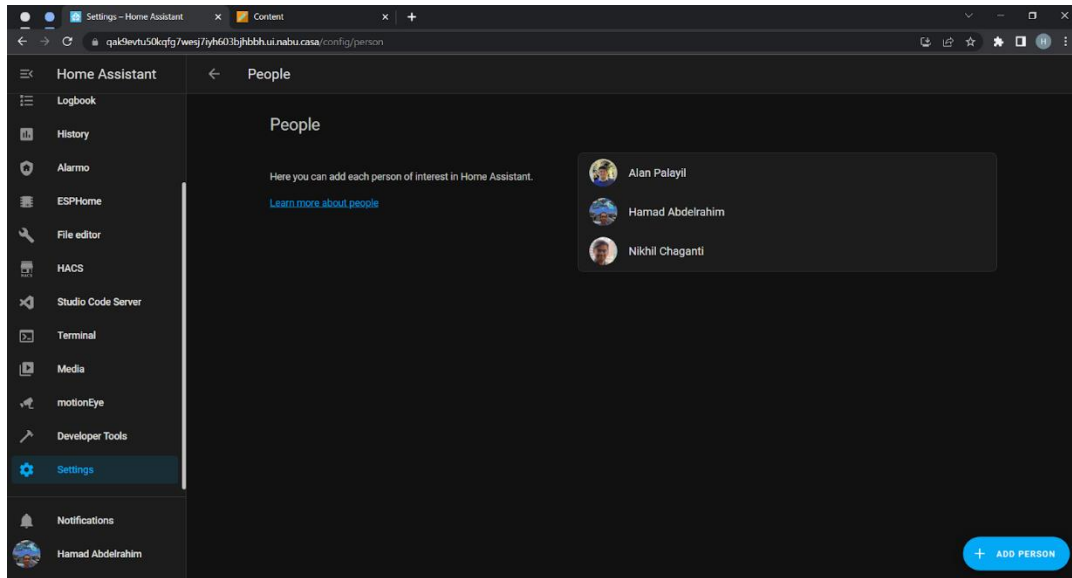 Settings – Home Assistant
Content
qak9evtu50kqfg7wesj7iyh603bjhbbh.ui.nabu.casa/config/person
H
Home Assistant
People
Logbook
History
Alarmo
ESPHome
File editor
HACS
Studio Code Server
Terminal
Media
motionEye
Developer Tools
Settings
Notifications
Hamad Abdelrahim
People
Here you can add each person of interest in Home Assistant.
Learn more about people
Alan Palayil
Hamad Abdelrahim
Nikhil Chaganti
ADD PERSON